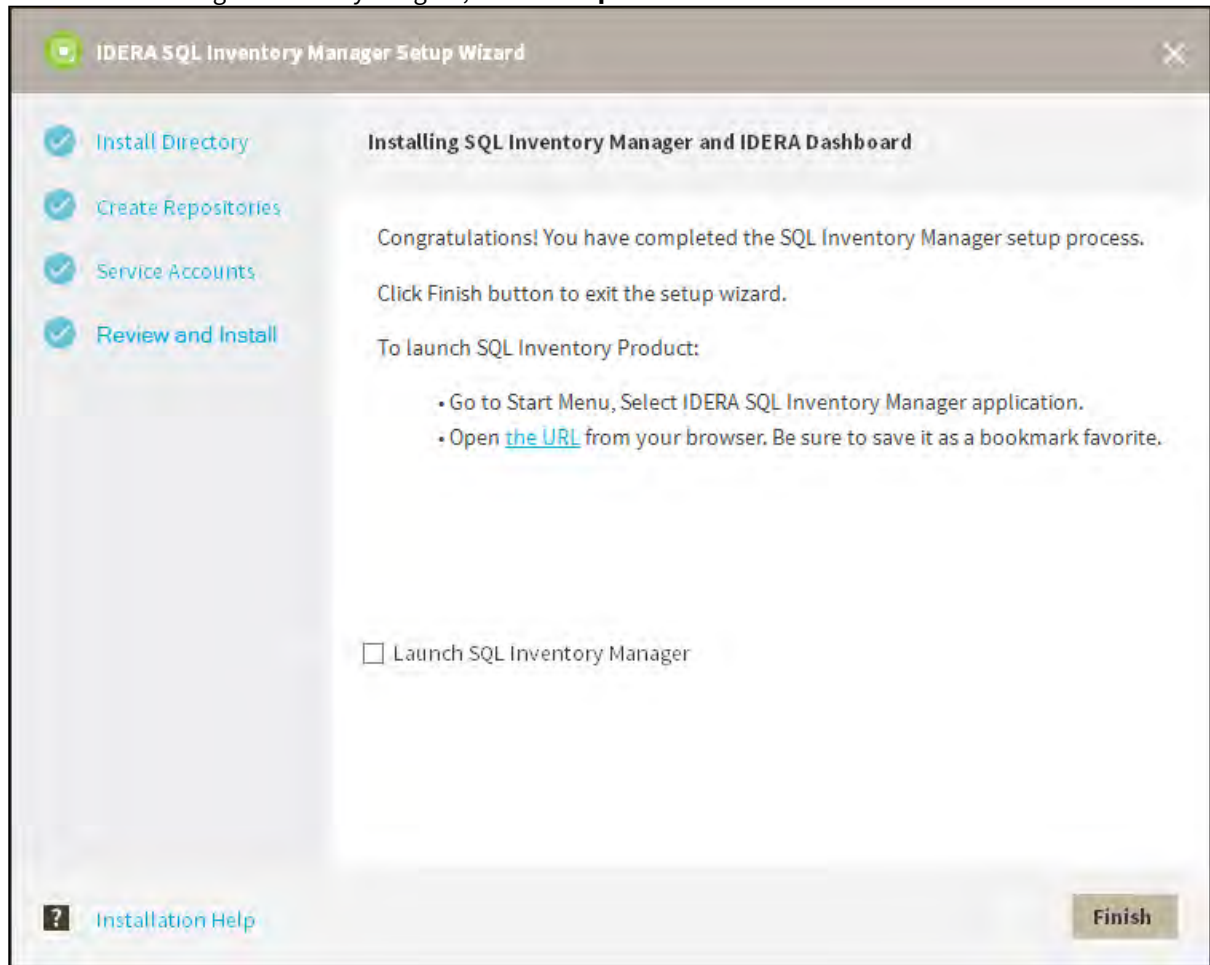 IDERA SQL Inventory Manager Setup Wizard
Install Directory
Create Repositories
Service Accounts
Review and Install
Installing SQL Inventory Manager and IDERA Dashboard
Congratulations! You have completed the SQL Inventory Manager setup process.
Click Finish button to exit the setup wizard.
To launch SQL Inventory Product:
• Go to Start Menu, Select IDERA SQL Inventory Manager application.
• Open the URL from your browser. Be sure to save it as a bookmark favorite.
Launch SQL Inventory Manager
? Installation Help
Finish